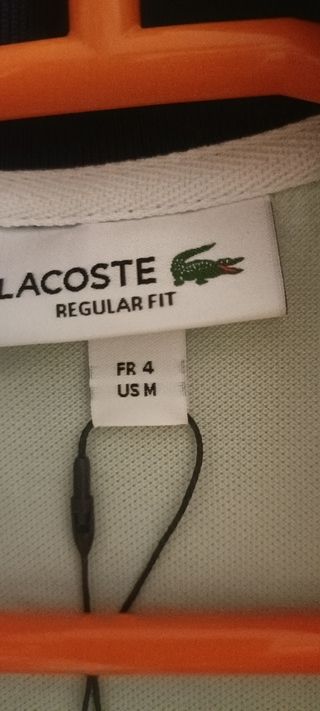 LACOSTE
REGULAR FIT
FR 4
US M